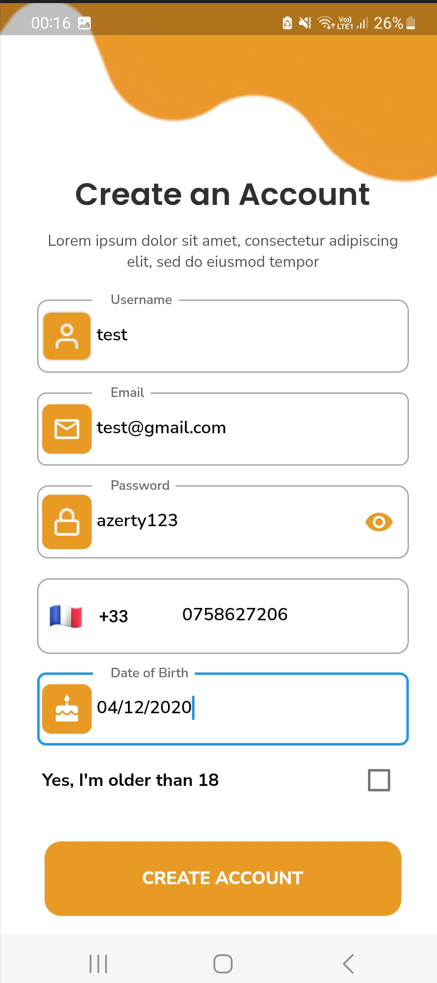 00:16 Vo) LTE1 26%
Create an Account
Lorem ipsum dolor sit amet, consectetur adipiscing
elit, sed do eiusmod tempor
Username
test
Email
test@gmail.com
Password
azerty123
+33 0758627206
Date of Birth
04/12/2020
Yes, I'm older than 18
CREATE ACCOUNT